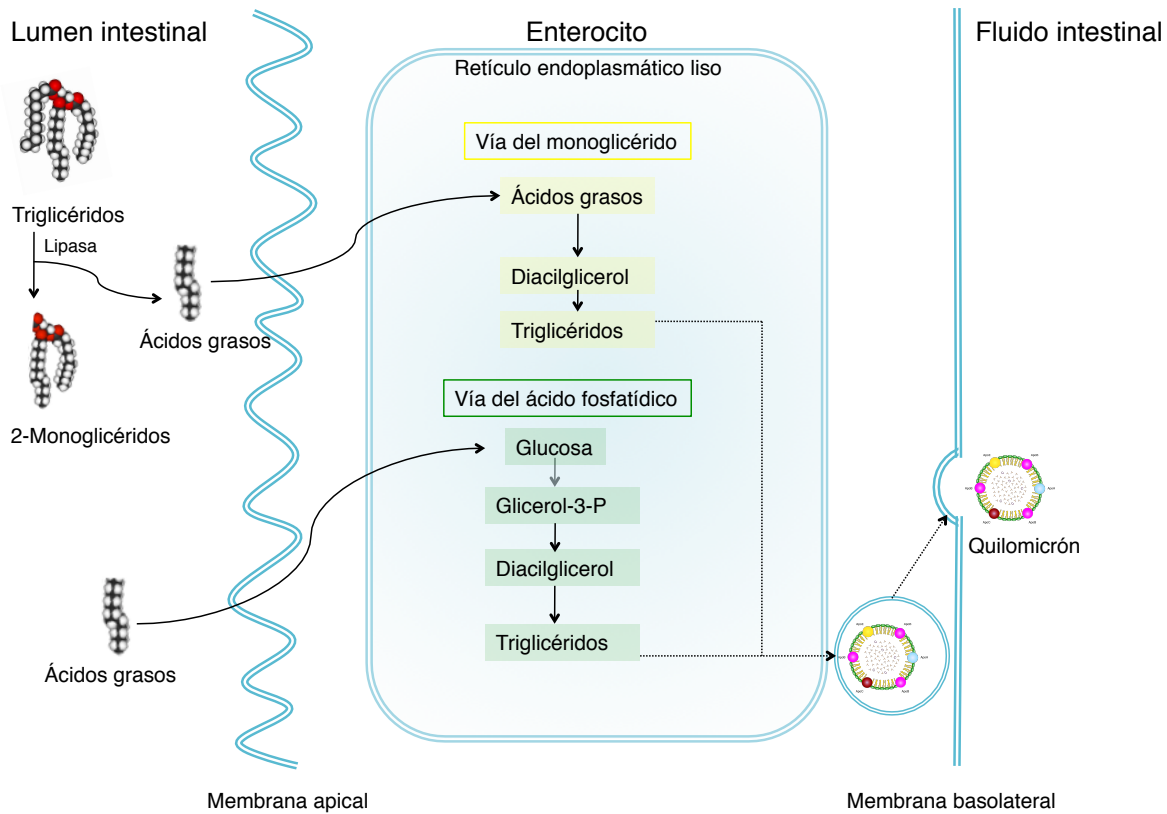 Lumen intestinal
Enterocito
Fluido intestinal
Retículo endoplasmático liso
Vía del monoglicérido
Ácidos grasos
Triglicéridos
Lipasa
Diacilglicerol
Triglicéridos
Ácidos grasos
Vía del ácido fosfatídico
2-Monoglicéridos
Glucosa
Glicerol-3-P
Quilomicrón
Diacilglicerol
Triglicéridos
Ácidos grasos
Membrana apical
Membrana basolateral